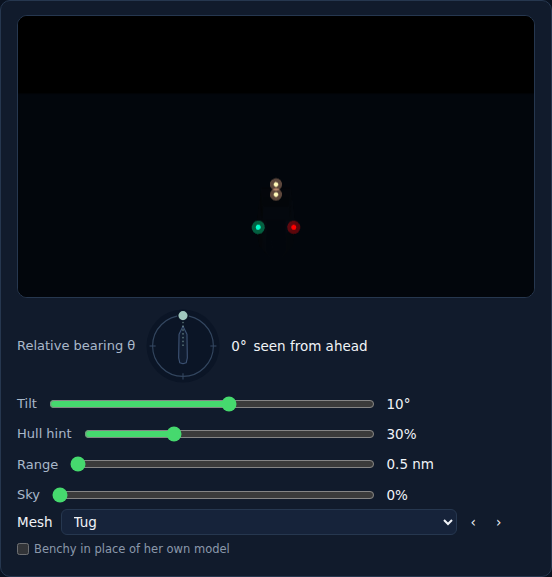 Relative bearing θ 0° seen from ahead
Tilt 10°
Hull hint 30%
Range 0.5 nm
Sky 0%
Mesh Tug ‹ ›
Benchy in place of her own model